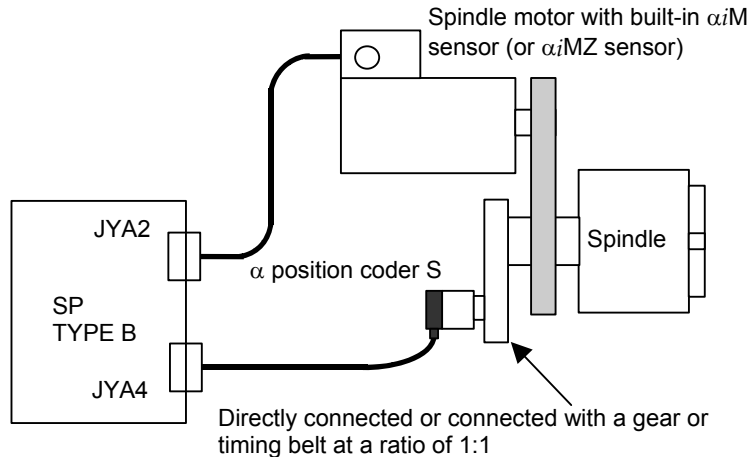 Spindle motor with built-in αiM
sensor (or αiMZ sensor)
JYA2
α position coder S
Spindle
SP
TYPE B
JYA4
Directly connected or connected with a gear or
timing belt at a ratio of 1:1